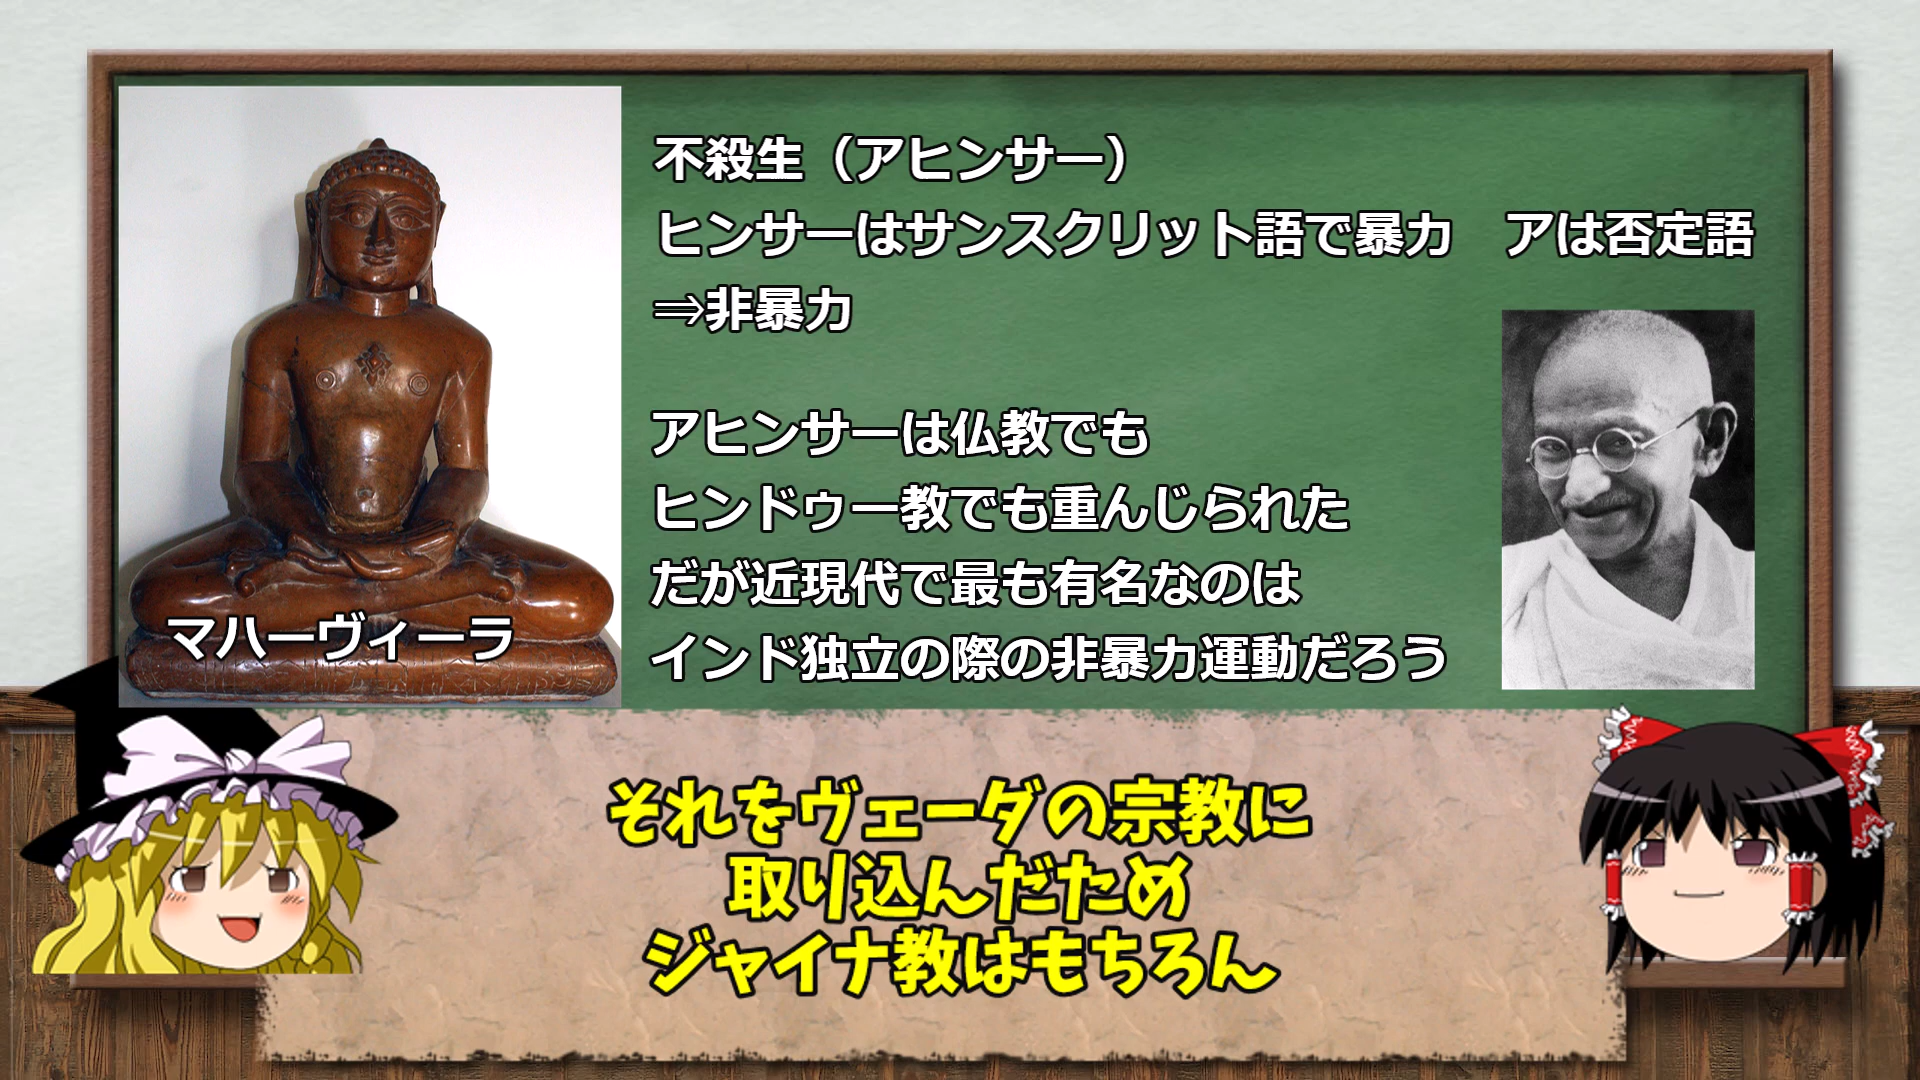 不殺生（アヒンサー）
ヒンサーはサンスクリット語で暴力　アは否定語
⇒非暴力
アヒンサーは仏教でも
ヒンドゥー教でも重んじられた
だが近現代で最も有名なのは
インド独立の際の非暴力運動だろう
マハーヴィーラ
それをヴェーダの宗教に
取り込んだため
ジャイナ教はもちろん